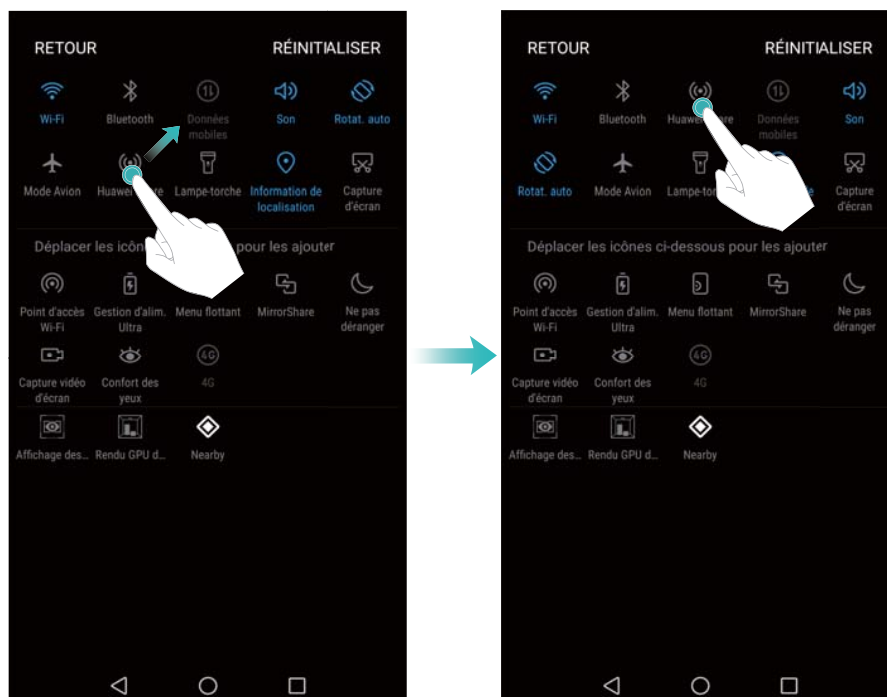 RETOUR RÉINITIALISER
Wi-Fi Bluetooth Données mobiles Son Rotat. auto
Mode Avion Lampe-torche Information de localisation Capture d'écran
Déplacer les pour les ajouter
Point d'accès Wi-Fi Gestion d'alim. Ultra Menu flottant MirrorShare Ne pas déranger
Capture vidéo d'écran Confort des yeux 4G
Affichage des... Rendu GPU d... Nearby
RETOUR RÉINITIALISER
Wi-Fi Bluetooth Données mobiles Son
Rotat. auto Mode Avion Capture d'écran
Déplacer les icônes ci-dessous pour les ajouter
Point d'accès Wi-Fi Gestion d'alim. Ultra Menu flottant MirrorShare Ne pas déranger
Capture vidéo d'écran Confort des yeux 4G
Affichage des... Rendu GPU d... Nearby